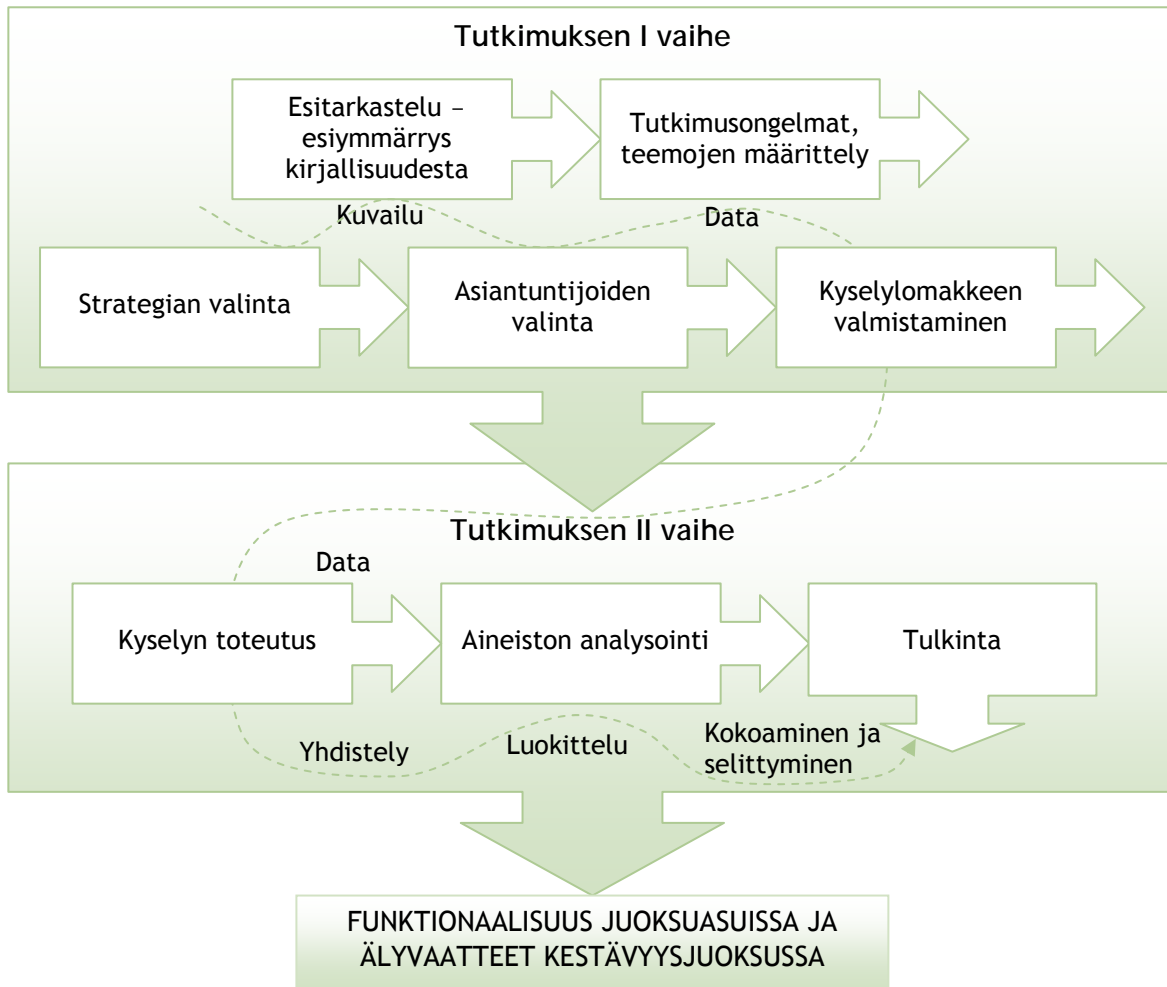 Tutkimuksen I vaihe
Esitarkastelu –
esiymmärrys
kirjallisuudesta
Tutkimusongelmat,
teemojen määrittely
Kuvailu
Data
Strategian valinta
Asiantuntijoiden
valinta
Kyselylomakkeen
valmistaminen
Tutkimuksen II vaihe
Data
Kyselyn toteutus
Aineiston analysointi
Tulkinta
Yhdistely
Luokittelu
Kokoaminen ja
selittyminen
FUNKTIONAALISUUS JUOKSUASUISSA JA
ÄLYVAATTEET KESTÄVYYSJUOKSUSSA